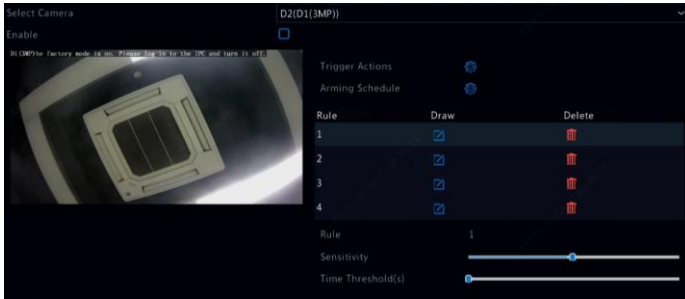 Select Camera D2(D1(3MP))
Enable
D1(3MP)he factory mode is on. Please log in to the IPC and turn it off.
Trigger Actions
Arming Schedule
Rule Draw Delete
1
2
3
4
Rule 1
Sensitivity
Time Threshold(s)